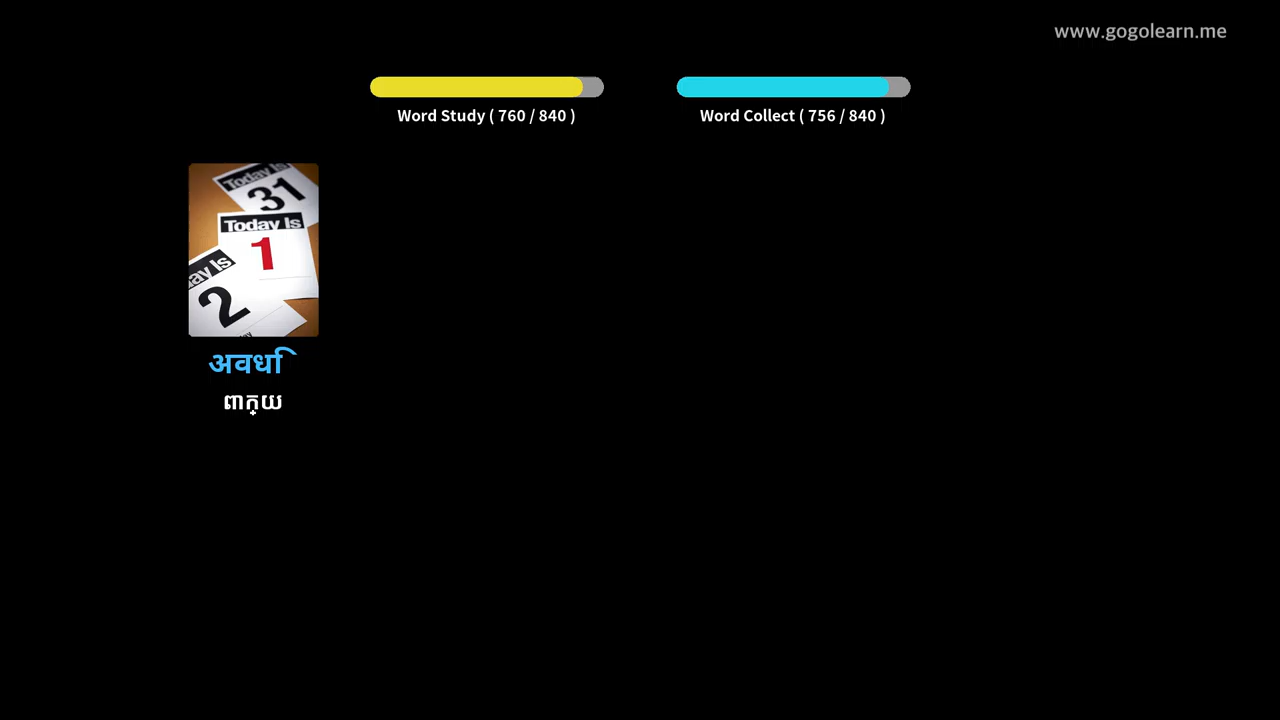 www.gogolearn.me
Word Study ( 760 / 840 )
Word Collect ( 756 / 840 )
Today Is
31
Today Is
1
ay Is
2
अवधि
ពាក្យ